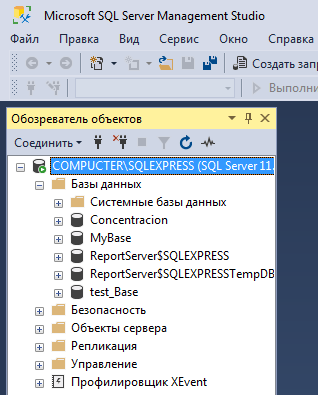 Microsoft SQL Server Management Studio
Файл Правка Вид Сервис Окно Справка
Создать запр
Выполни
Обозреватель объектов
Соединить
COMPUCTER\SQLEXPRESS (SQL Server 11.
Базы данных
Системные базы данных
Concentracion
MyBase
ReportServer$SQLEXPRESS
ReportServer$SQLEXPRESSTempDB
test_Base
Безопасность
Объекты сервера
Репликация
Управление
Профилировщик XEvent